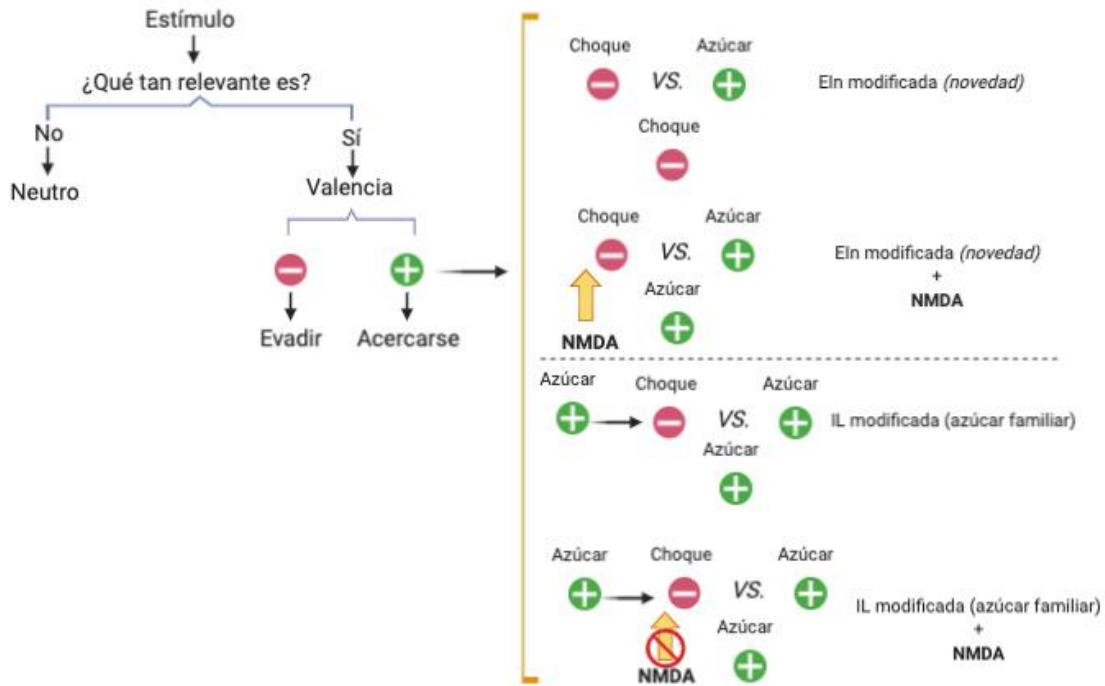 Estímulo
¿Qué tan relevante es?
No
Sí
Neutro
Valencia
Evadir
Acercarse
Choque
Azúcar
VS.
EIn modificada (novedad)
Choque
Choque
Azúcar
VS.
EIn modificada (novedad)
+
NMDA
Azúcar
NMDA
Azúcar
Choque
Azúcar
VS.
IL modificada (azúcar familiar)
Azúcar
Azúcar
Choque
Azúcar
VS.
IL modificada (azúcar familiar)
+
NMDA
Azúcar
NMDA